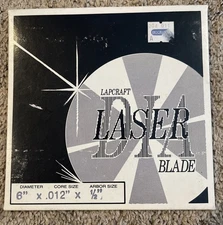 LAPCRAFT
DIA
LASER
BLADE
DIAMETER CORE SIZE ARBOR SIZE
6" x .012" x 1/2"